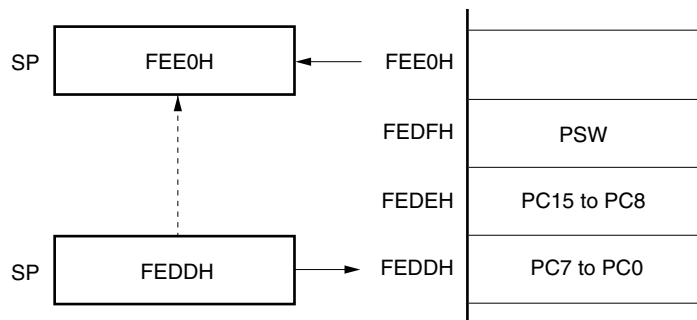 SP FEE0H FEE0H
FEDFH PSW
FEDEH PC15 to PC8
SP FEDDH FEDDH PC7 to PC0